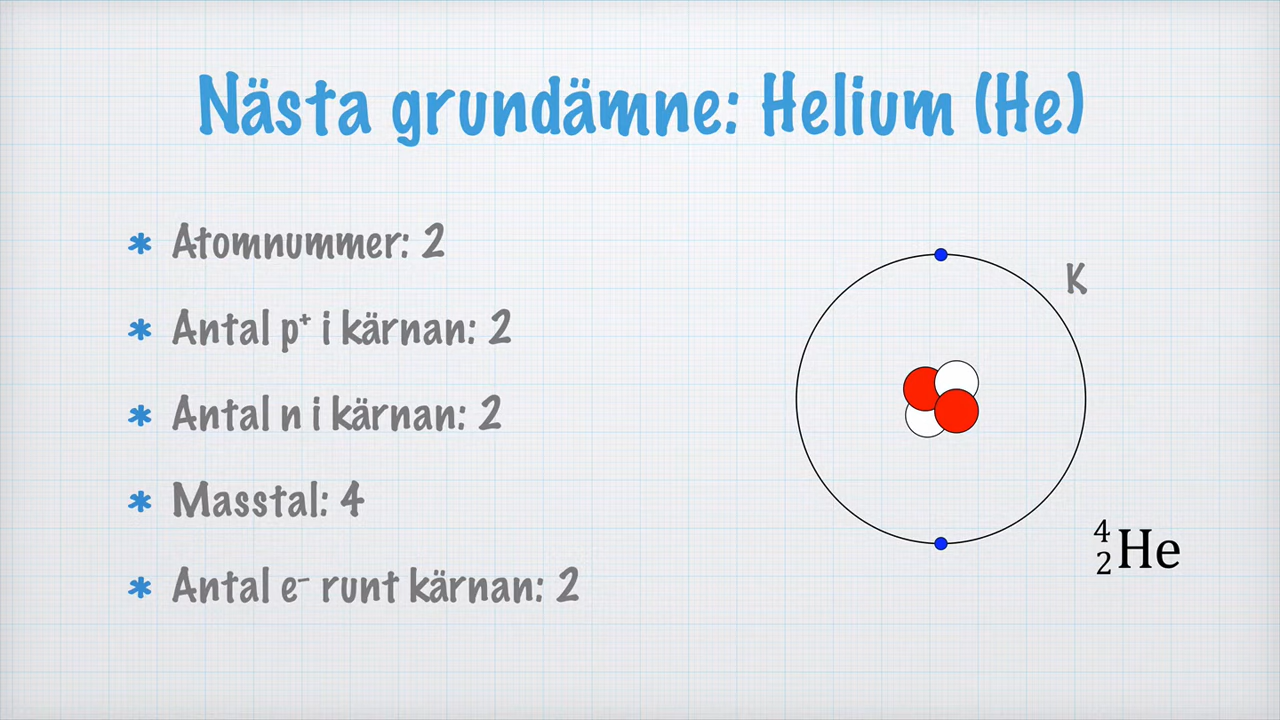 Nästa grundämne: Helium (He)
* Atomnummer: 2
* Antal p⁺ i kärnan: 2
* Antal n i kärnan: 2
* Masstal: 4
* Antal e⁻ runt kärnan: 2
K
⁴₂He